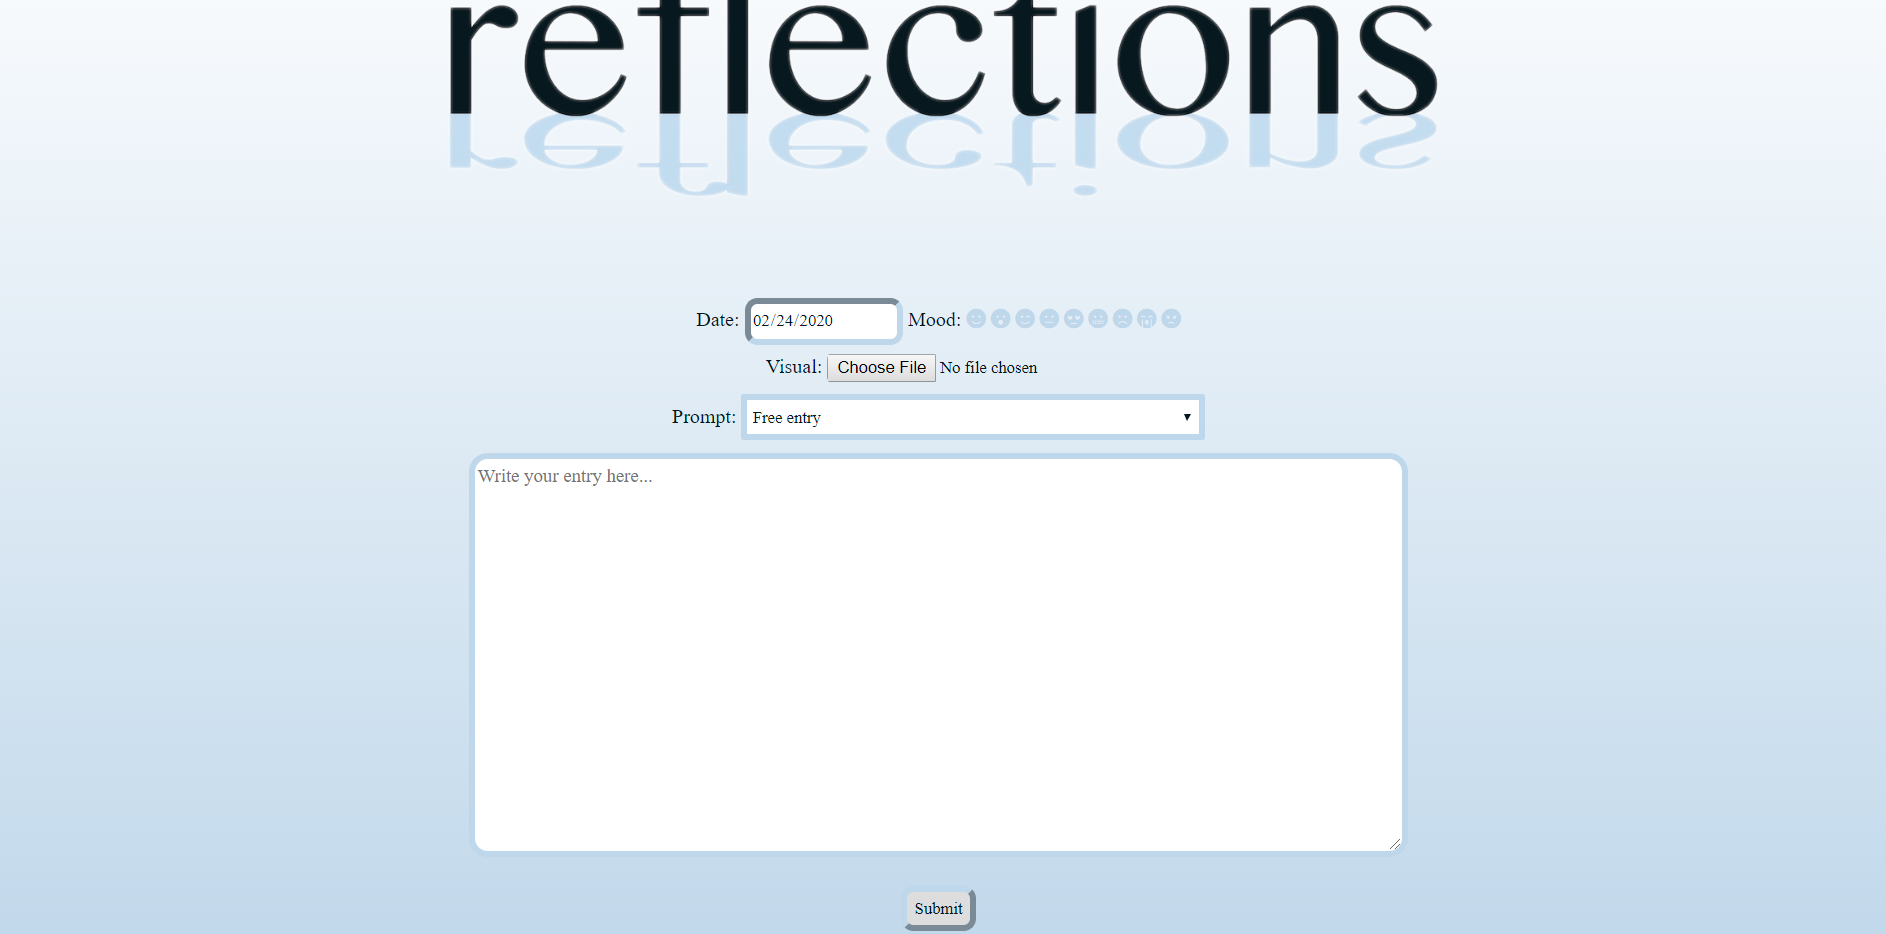 reflections
Date: 02/24/2020 Mood:
Visual: Choose File No file chosen
Prompt: Free entry
Write your entry here...
Submit